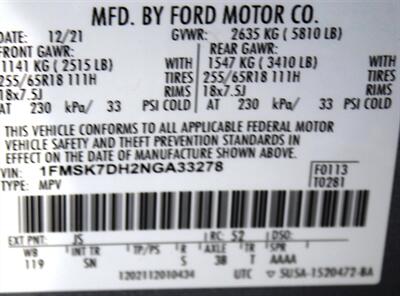 MFD. BY FORD MOTOR CO.
12/21 GVWR: 2635 KG ( 5810 LB)
FRONT GAWR: REAR GAWR:
1141 KG ( 2515 LB) WITH 1547 KG ( 3410 LB) WITH
255/65R18 111H TIRES 255/65R18 111H TIRES
18x7.5J RIMS 18x7.5J RIMS
AT 230 kPa/ 33 PSI COLD AT 230 kPa/ 33 PSI COLD
THIS VEHICLE CONFORMS TO ALL APPLICABLE FEDERAL MOTOR
VEHICLE SAFETY AND THEFT PREVENTION STANDARDS IN
EFFECT ON THE DATE OF MANUFACTURE SHOWN ABOVE.
VIN: 1FMSK7DH2NGA33278 F0113
TYPE: MPV T0281
EXT PNT: JS RC: 52 DSO:
WB INT TR TP/PS R AXLE TR SPR
119 SN S 3B T AAAA
1202112010434 UTC 5U5A-1520472-BA